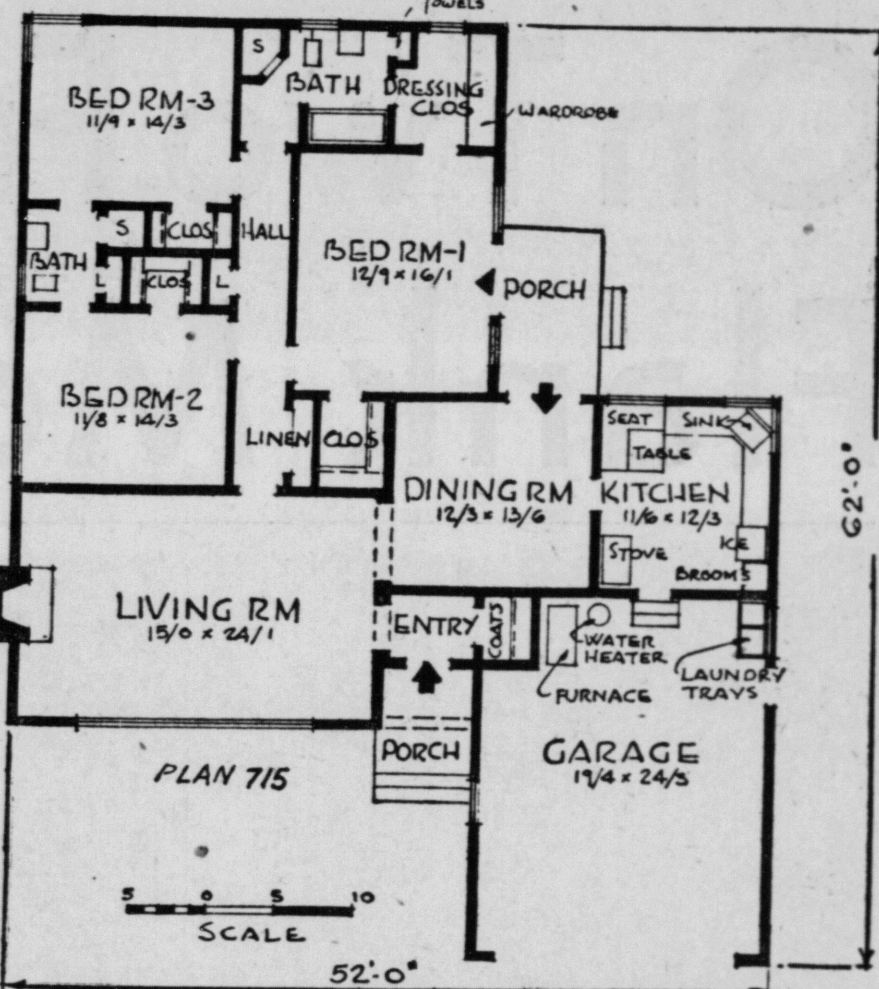 TOWELS
S
BATH
DRESSING
CLOS
WARDROBE
BED RM-3
11/9 x 14/3
S
CLOS
HALL
BATH
L
CLOS
L
BED RM-1
12/9 x 16/1
PORCH
BED RM-2
11/8 x 14/3
LINEN
CLOS
SEAT
SINK
TABLE
DINING RM
12/3 x 13/6
KITCHEN
11/6 x 12/3
STOVE
ICE
BROOMS
62'-0"
LIVING RM
15/0 x 24/1
ENTRY
COATS
WATER
HEATER
FURNACE
LAUNDRY
TRAYS
PORCH
GARAGE
19/4 x 24/5
PLAN 715
5 0 5 10
SCALE
52'-0"